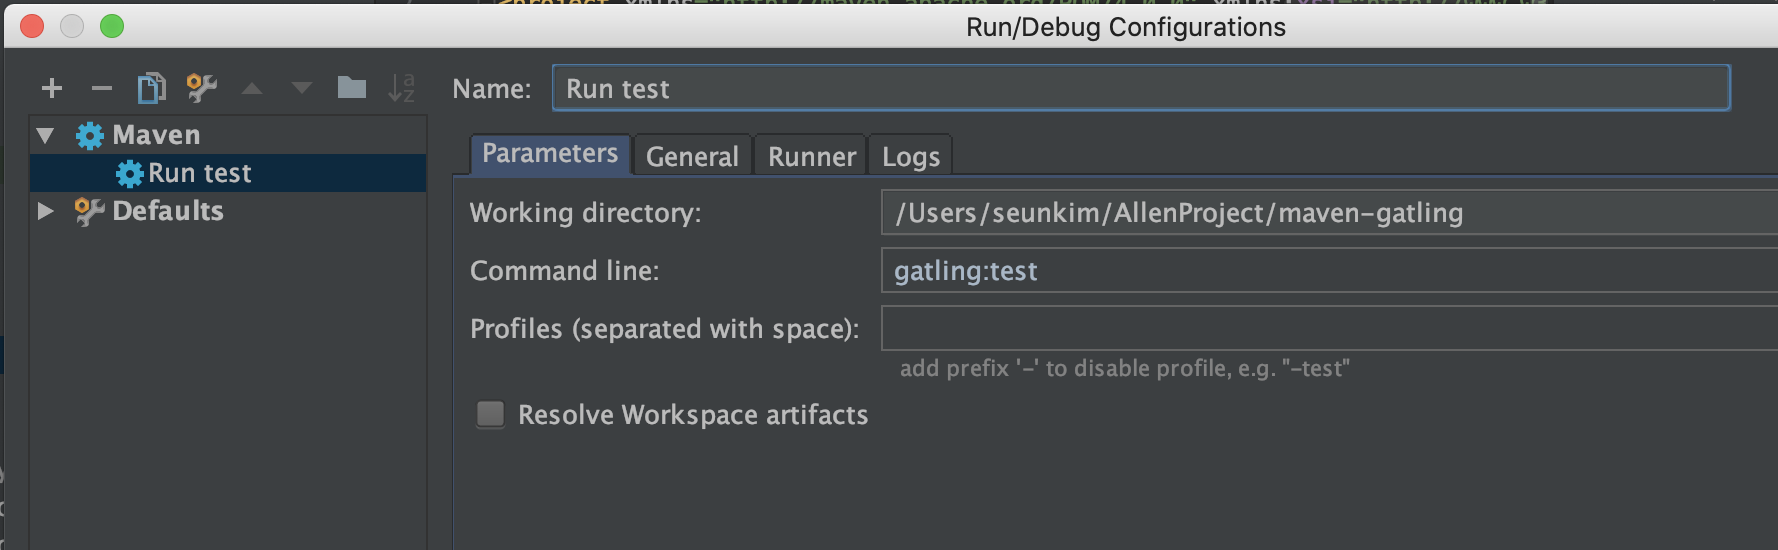 Run/Debug Configurations
Name: Run test
Maven
Run test
Defaults
Parameters General Runner Logs
Working directory: /Users/seunkim/AllenProject/maven-gatling
Command line: gatling:test
Profiles (separated with space):
add prefix '-' to disable profile, e.g. "-test"
Resolve Workspace artifacts